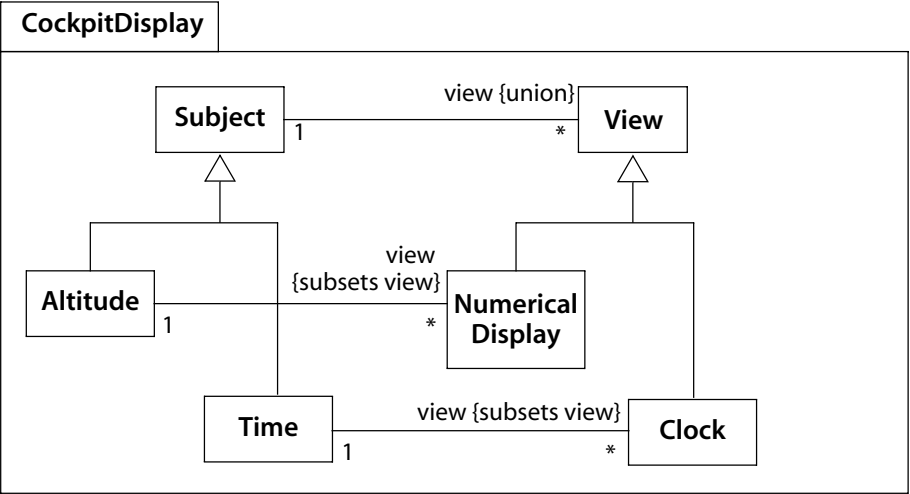 CockpitDisplay
Subject
view {union}
View
1
*
view
{subsets view}
Altitude
Numerical
Display
1
*
view {subsets view}
Time
Clock
1
*